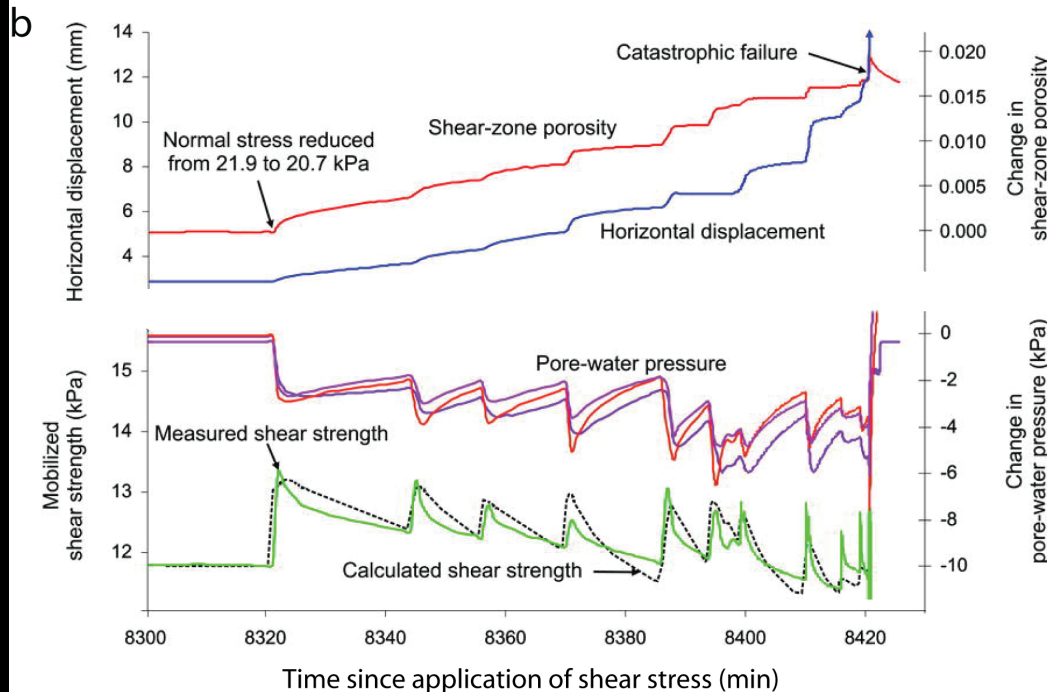 b
Horizontal displacement (mm)
14
12
10
8
6
4
Normal stress reduced
from 21.9 to 20.7 kPa
Shear-zone porosity
Catastrophic failure
Horizontal displacement
0.020
0.015
0.010
0.005
0.000
Change in
shear-zone porosity
Mobilized
shear strength (kPa)
15
14
13
12
Pore-water pressure
Measured shear strength
Calculated shear strength
0
-2
-4
-6
-8
-10
Change in
pore-water pressure (kPa)
8300 8320 8340 8360 8380 8400 8420
Time since application of shear stress (min)